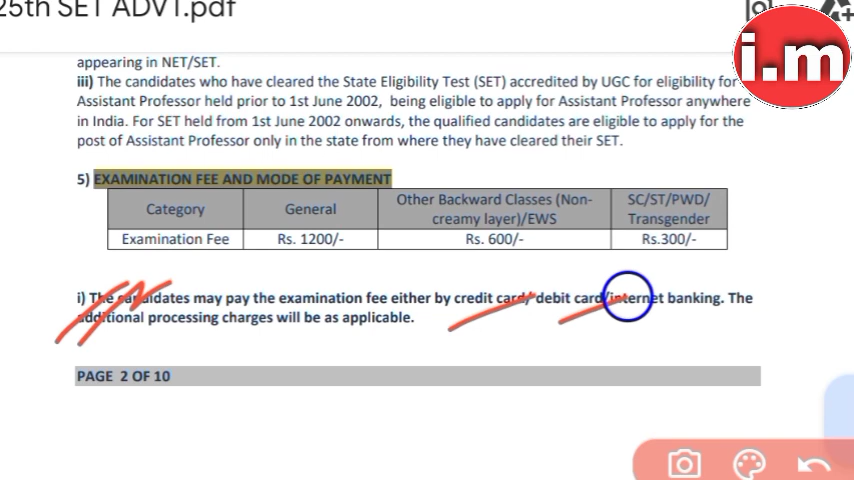 25th SET ADVT.pdf
i.m
appearing in NET/SET.
iii) The candidates who have cleared the State Eligibility Test (SET) accredited by UGC for eligibility for
Assistant Professor held prior to 1st June 2002, being eligible to apply for Assistant Professor anywhere
in India. For SET held from 1st June 2002 onwards, the qualified candidates are eligible to apply for the
post of Assistant Professor only in the state from where they have cleared their SET.
5) EXAMINATION FEE AND MODE OF PAYMENT
Category General Other Backward Classes (Non-creamy layer)/EWS SC/ST/PWD/Transgender
Examination Fee Rs. 1200/- Rs. 600/- Rs.300/-
i) The candidates may pay the examination fee either by credit card/ debit card/internet banking. The
additional processing charges will be as applicable.
PAGE 2 OF 10